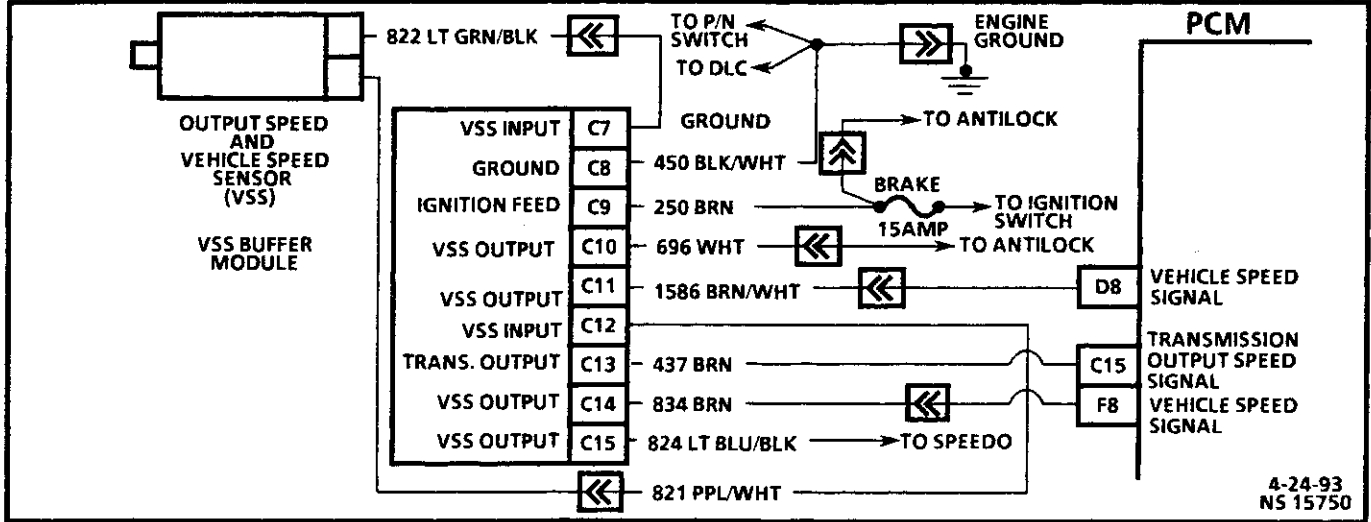 822 LT GRN/BLK
TO P/N
SWITCH
TO DLC
ENGINE
GROUND
PCM
OUTPUT SPEED
AND
VEHICLE SPEED
SENSOR
(VSS)
VSS BUFFER
MODULE
VSS INPUT C7 GROUND
GROUND C8 450 BLK/WHT
IGNITION FEED C9 250 BRN
VSS OUTPUT C10 696 WHT
VSS OUTPUT C11 1586 BRN/WHT
VSS INPUT C12
TRANS. OUTPUT C13 437 BRN
VSS OUTPUT C14 834 BRN
VSS OUTPUT C15 824 LT BLU/BLK
821 PPL/WHT
TO ANTILOCK
BRAKE
15AMP
TO IGNITION
SWITCH
TO ANTILOCK
TO SPEEDO
D8 VEHICLE SPEED
SIGNAL
TRANSMISSION
C15 OUTPUT SPEED
SIGNAL
F8 VEHICLE SPEED
SIGNAL
4-24-93
NS 15750